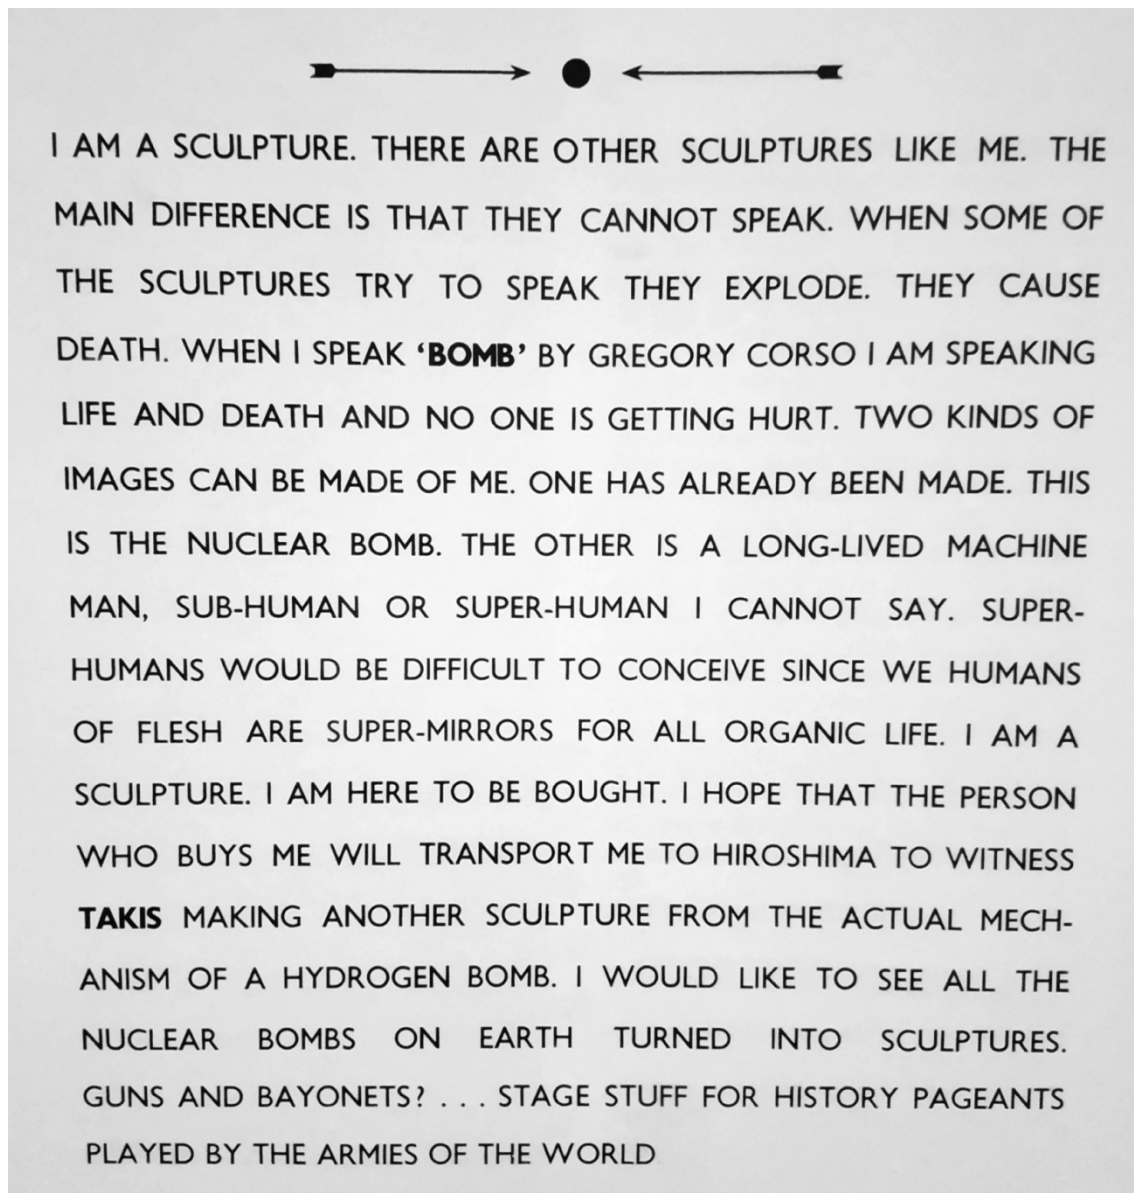 I AM A SCULPTURE. THERE ARE OTHER SCULPTURES LIKE ME. THE
MAIN DIFFERENCE IS THAT THEY CANNOT SPEAK. WHEN SOME OF
THE SCULPTURES TRY TO SPEAK THEY EXPLODE. THEY CAUSE
DEATH. WHEN I SPEAK ‘BOMB’ BY GREGORY CORSO I AM SPEAKING
LIFE AND DEATH AND NO ONE IS GETTING HURT. TWO KINDS OF
IMAGES CAN BE MADE OF ME. ONE HAS ALREADY BEEN MADE. THIS
IS THE NUCLEAR BOMB. THE OTHER IS A LONG-LIVED MACHINE
MAN, SUB-HUMAN OR SUPER-HUMAN I CANNOT SAY. SUPER-
HUMANS WOULD BE DIFFICULT TO CONCEIVE SINCE WE HUMANS
OF FLESH ARE SUPER-MIRRORS FOR ALL ORGANIC LIFE. I AM A
SCULPTURE. I AM HERE TO BE BOUGHT. I HOPE THAT THE PERSON
WHO BUYS ME WILL TRANSPORT ME TO HIROSHIMA TO WITNESS
TAKIS MAKING ANOTHER SCULPTURE FROM THE ACTUAL MECH-
ANISM OF A HYDROGEN BOMB. I WOULD LIKE TO SEE ALL THE
NUCLEAR BOMBS ON EARTH TURNED INTO SCULPTURES.
GUNS AND BAYONETS? . . . STAGE STUFF FOR HISTORY PAGEANTS
PLAYED BY THE ARMIES OF THE WORLD